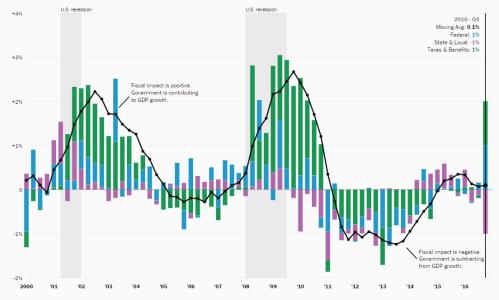 U.S. recession
U.S. recession
+4%
+3%
+2%
+1%
0
-1%
-2%
2016 - Q4
Moving Avg: 0.1%
Federal: 1%
State & Local: -1%
Taxes & Benefits: 1%
Fiscal impact is positive.
Government is contributing
to GDP growth.
Fiscal impact is negative.
Government is subtracting
from GDP growth.
2000 '01 '02 '03 '04 '05 '06 '07 '08 '09 '10 '11 '12 '13 '14 '15 '16